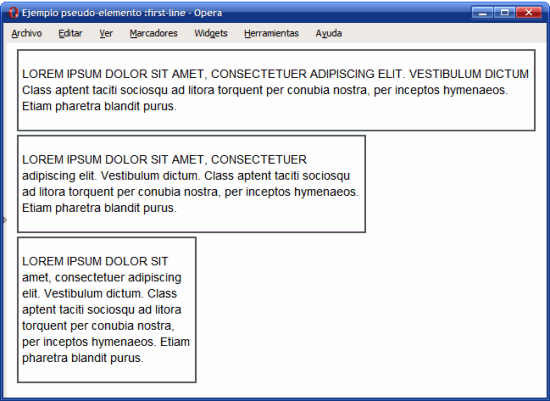 Ejemplo pseudo-elemento :first-line - Opera
Archivo Editar Ver Marcadores Widgets Herramientas Ayuda
LOREM IPSUM DOLOR SIT AMET, CONSECTETUER ADIPISCING ELIT. VESTIBULUM DICTUM
Class aptent taciti sociosqu ad litora torquent per conubia nostra, per inceptos hymenaeos.
Etiam pharetra blandit purus.
LOREM IPSUM DOLOR SIT AMET, CONSECTETUER
adipiscing elit. Vestibulum dictum. Class aptent taciti sociosqu
ad litora torquent per conubia nostra, per inceptos hymenaeos.
Etiam pharetra blandit purus.
LOREM IPSUM DOLOR SIT
amet, consectetuer adipiscing
elit. Vestibulum dictum. Class
aptent taciti sociosqu ad litora
torquent per conubia nostra,
per inceptos hymenaeos. Etiam
pharetra blandit purus.